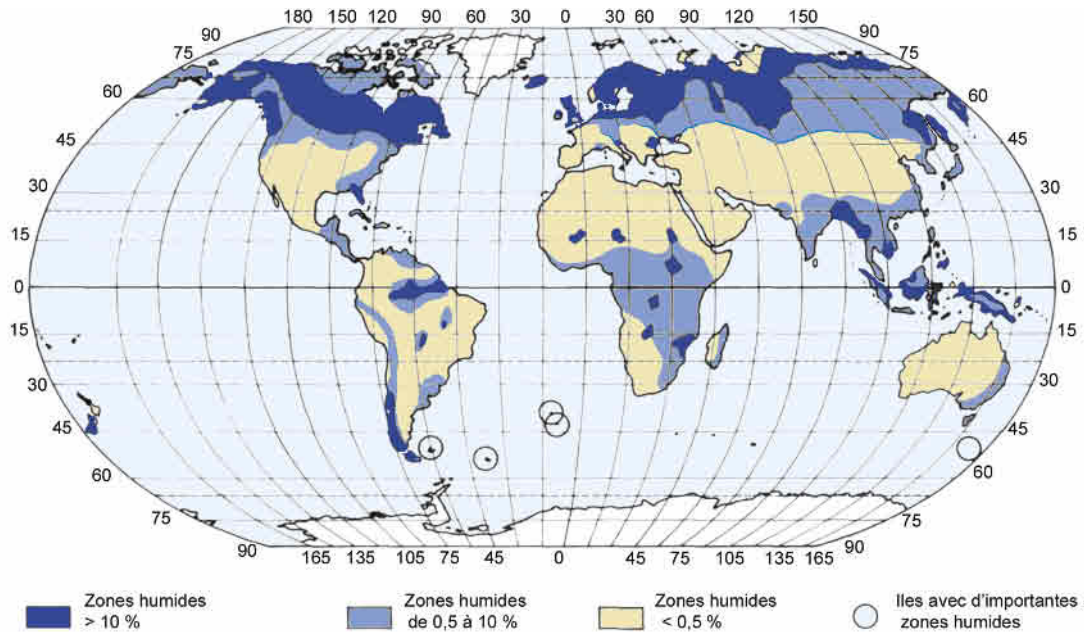 180 150 120 90 60 30 0 30 60 90 120 150
90 90
75 75
60 60
45 45
30 30
15 15
0 0
15 15
30 30
45 45
60 60
75 75
90 90
165 135 105 75 45 0 45 75 105 135 165
Zones humides
> 10 %
Zones humides
de 0,5 à 10 %
Zones humides
< 0,5 %
Iles avec d'importantes
zones humides